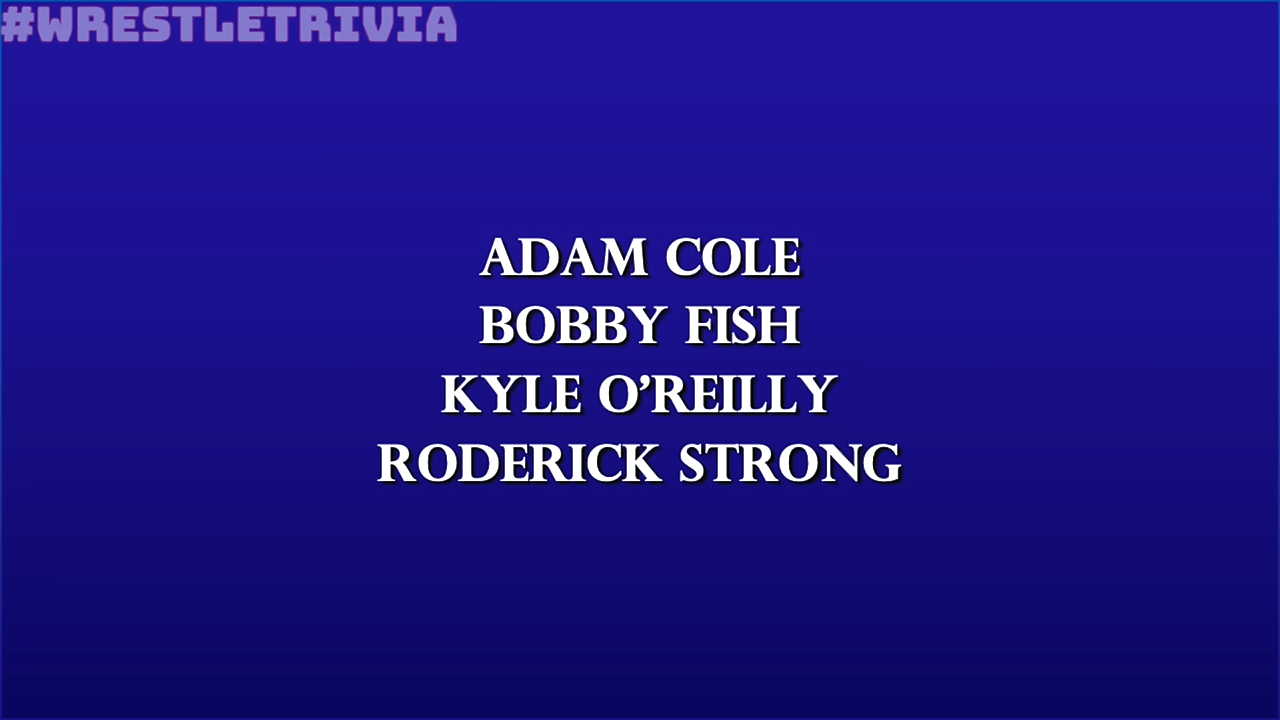 #WRESTLETRIVIA
ADAM COLE
BOBBY FISH
KYLE O'REILLY
RODERICK STRONG